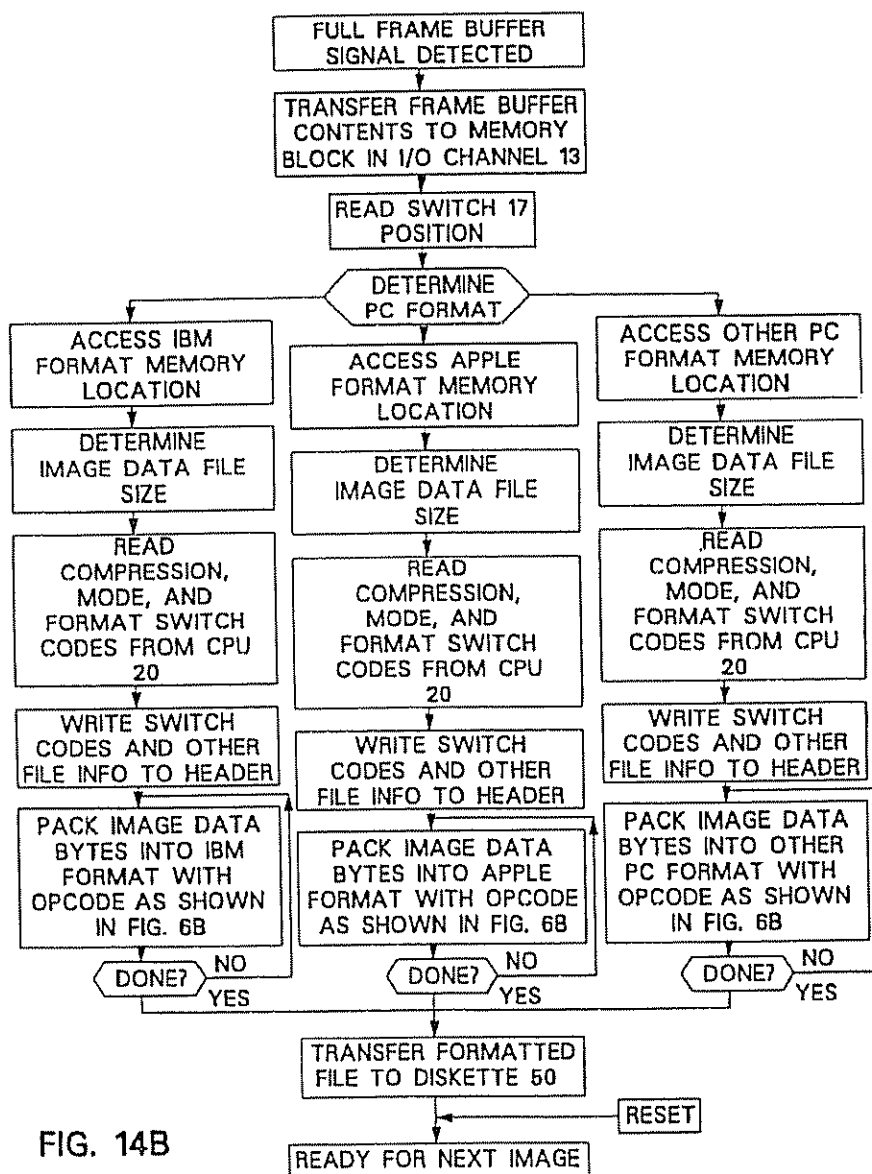 FULL FRAME BUFFER
SIGNAL DETECTED
TRANSFER FRAME BUFFER
CONTENTS TO MEMORY
BLOCK IN I/O CHANNEL 13
READ SWITCH 17
POSITION
DETERMINE
PC FORMAT
ACCESS IBM
FORMAT MEMORY
LOCATION
DETERMINE
IMAGE DATA FILE
SIZE
READ
COMPRESSION,
MODE, AND
FORMAT SWITCH
CODES FROM CPU
20
WRITE SWITCH
CODES AND OTHER
FILE INFO TO HEADER
PACK IMAGE DATA
BYTES INTO IBM
FORMAT WITH
OPCODE AS SHOWN
IN FIG. 6B
DONE?
NO
YES
ACCESS APPLE
FORMAT MEMORY
LOCATION
DETERMINE
IMAGE DATA FILE
SIZE
READ
COMPRESSION,
MODE, AND
FORMAT SWITCH
CODES FROM CPU
20
WRITE SWITCH
CODES AND OTHER
FILE INFO TO HEADER
PACK IMAGE DATA
BYTES INTO APPLE
FORMAT WITH OPCODE
AS SHOWN IN FIG. 6B
DONE?
NO
YES
ACCESS OTHER PC
FORMAT MEMORY
LOCATION
DETERMINE
IMAGE DATA FILE
SIZE
READ
COMPRESSION,
MODE, AND
FORMAT SWITCH
CODES FROM CPU
20
WRITE SWITCH
CODES AND OTHER
FILE INFO TO HEADER
PACK IMAGE DATA
BYTES INTO OTHER
PC FORMAT WITH
OPCODE AS SHOWN
IN FIG. 6B
DONE?
NO
YES
TRANSFER FORMATTED
FILE TO DISKETTE 50
RESET
READY FOR NEXT IMAGE
FIG. 14B